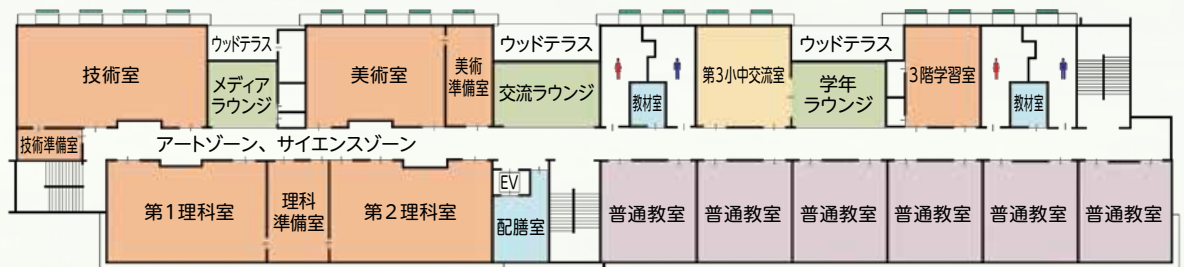 技術室
ウッドテラス
メディア
ラウンジ
美術室
美術
準備室
ウッドテラス
交流ラウンジ
教材室
第3小中交流室
ウッドテラス
学年
ラウンジ
3階学習室
教材室
技術準備室
アートゾーン、サイエンスゾーン
第1理科室
理科
準備室
第2理科室
EV
配膳室
普通教室
普通教室
普通教室
普通教室
普通教室
普通教室